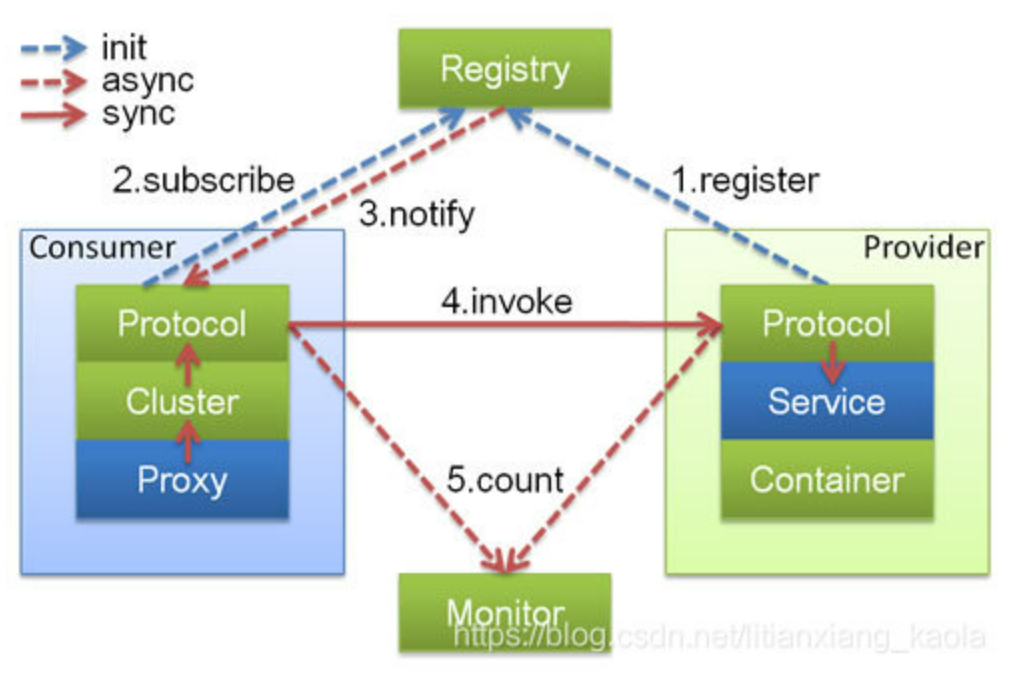 init
async
sync
Registry
2.subscribe
1.register
3.notify
Consumer
Provider
Protocol
4.invoke
Protocol
Cluster
Service
Proxy
5.count
Container
Monitor
https://blog.csdn.net/litianxiang_kaola